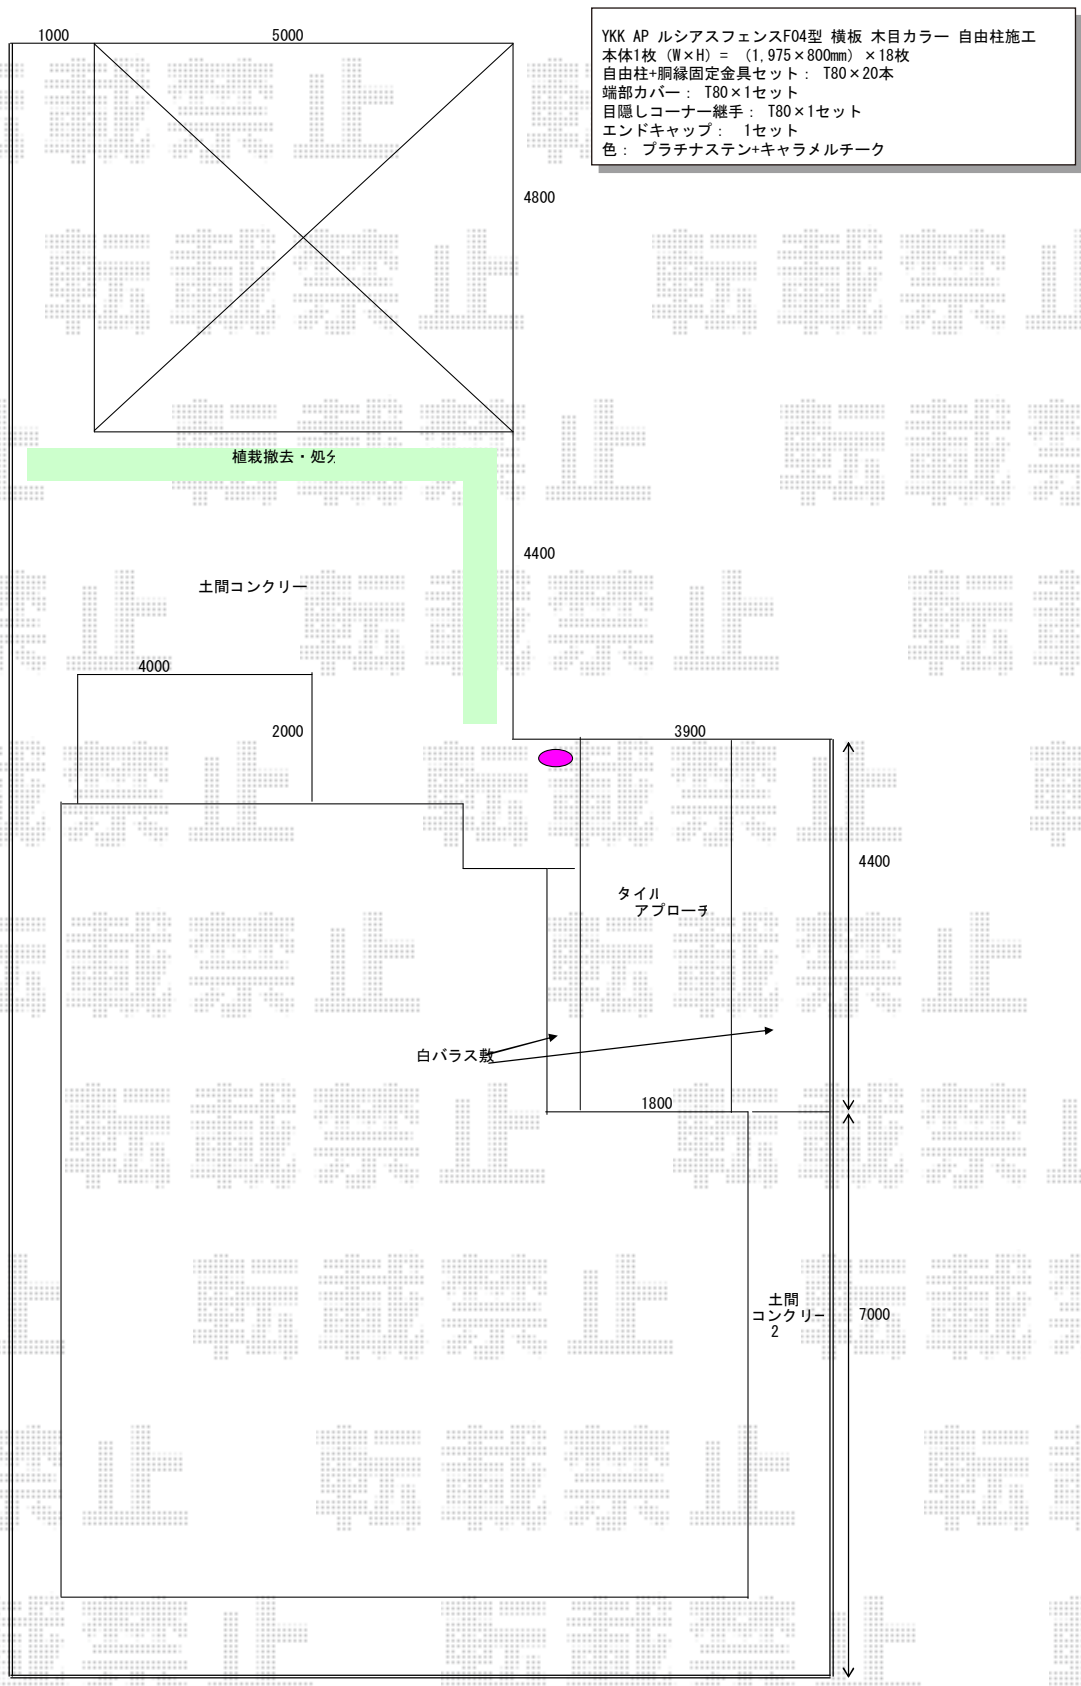 1000
5000
YKK AP ルシアスフェンスF04型 横板 木目カラー 自由柱施工
本体1枚 (W×H) = (1,975×800mm) ×18枚
自由柱+胴縁固定金具セット: T80×20本
端部カバー: T80×1セット
目隠しコーナー継手: T80×1セット
エンドキャップ: 1セット
色: プラチナステン+キャラメルチーク
4800
植栽撤去・処分
4400
土間コンクリー
4000
2000
3900
4400
タイル
アプローチ
白バラス敷
1800
土間
コンクリー
2
7000
転載禁止